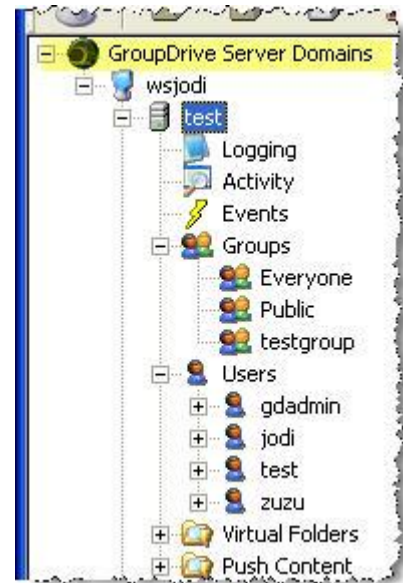 GroupDrive Server Domains
wsjodi
test
Logging
Activity
Events
Groups
Everyone
Public
testgroup
Users
gdadmin
jodi
test
zuzu
Virtual Folders
Push Content